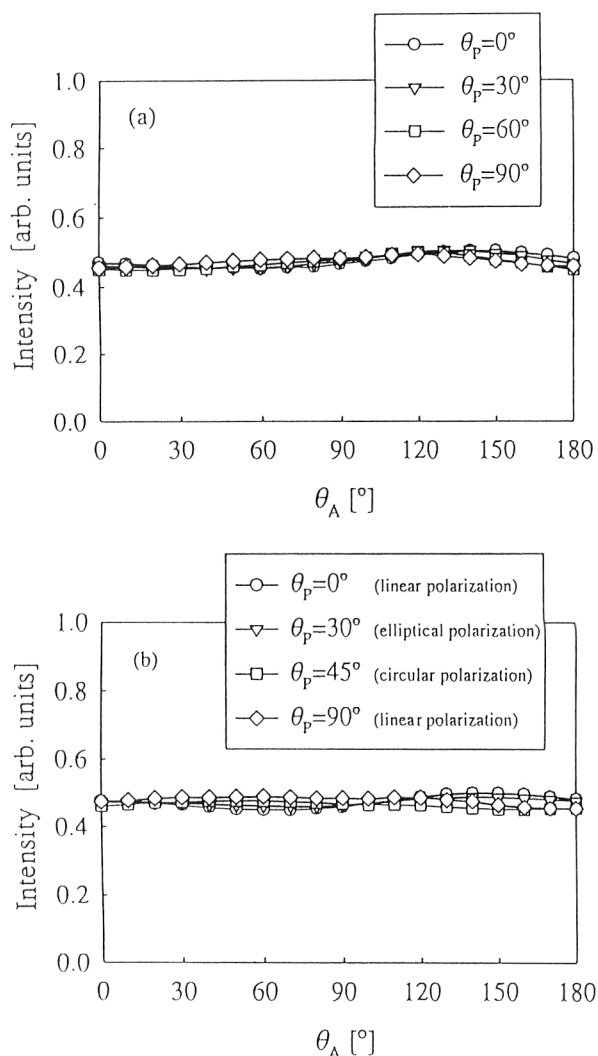 θP=0°
θP=30°
θP=60°
θP=90°
(a)
Intensity [arb. units]
1.0
0.8
0.6
0.4
0.2
0.0
0 30 60 90 120 150 180
θA [°]
θP=0° (linear polarization)
θP=30° (elliptical polarization)
θP=45° (circular polarization)
θP=90° (linear polarization)
(b)
Intensity [arb. units]
1.0
0.8
0.6
0.4
0.2
0.0
0 30 60 90 120 150 180
θA [°]